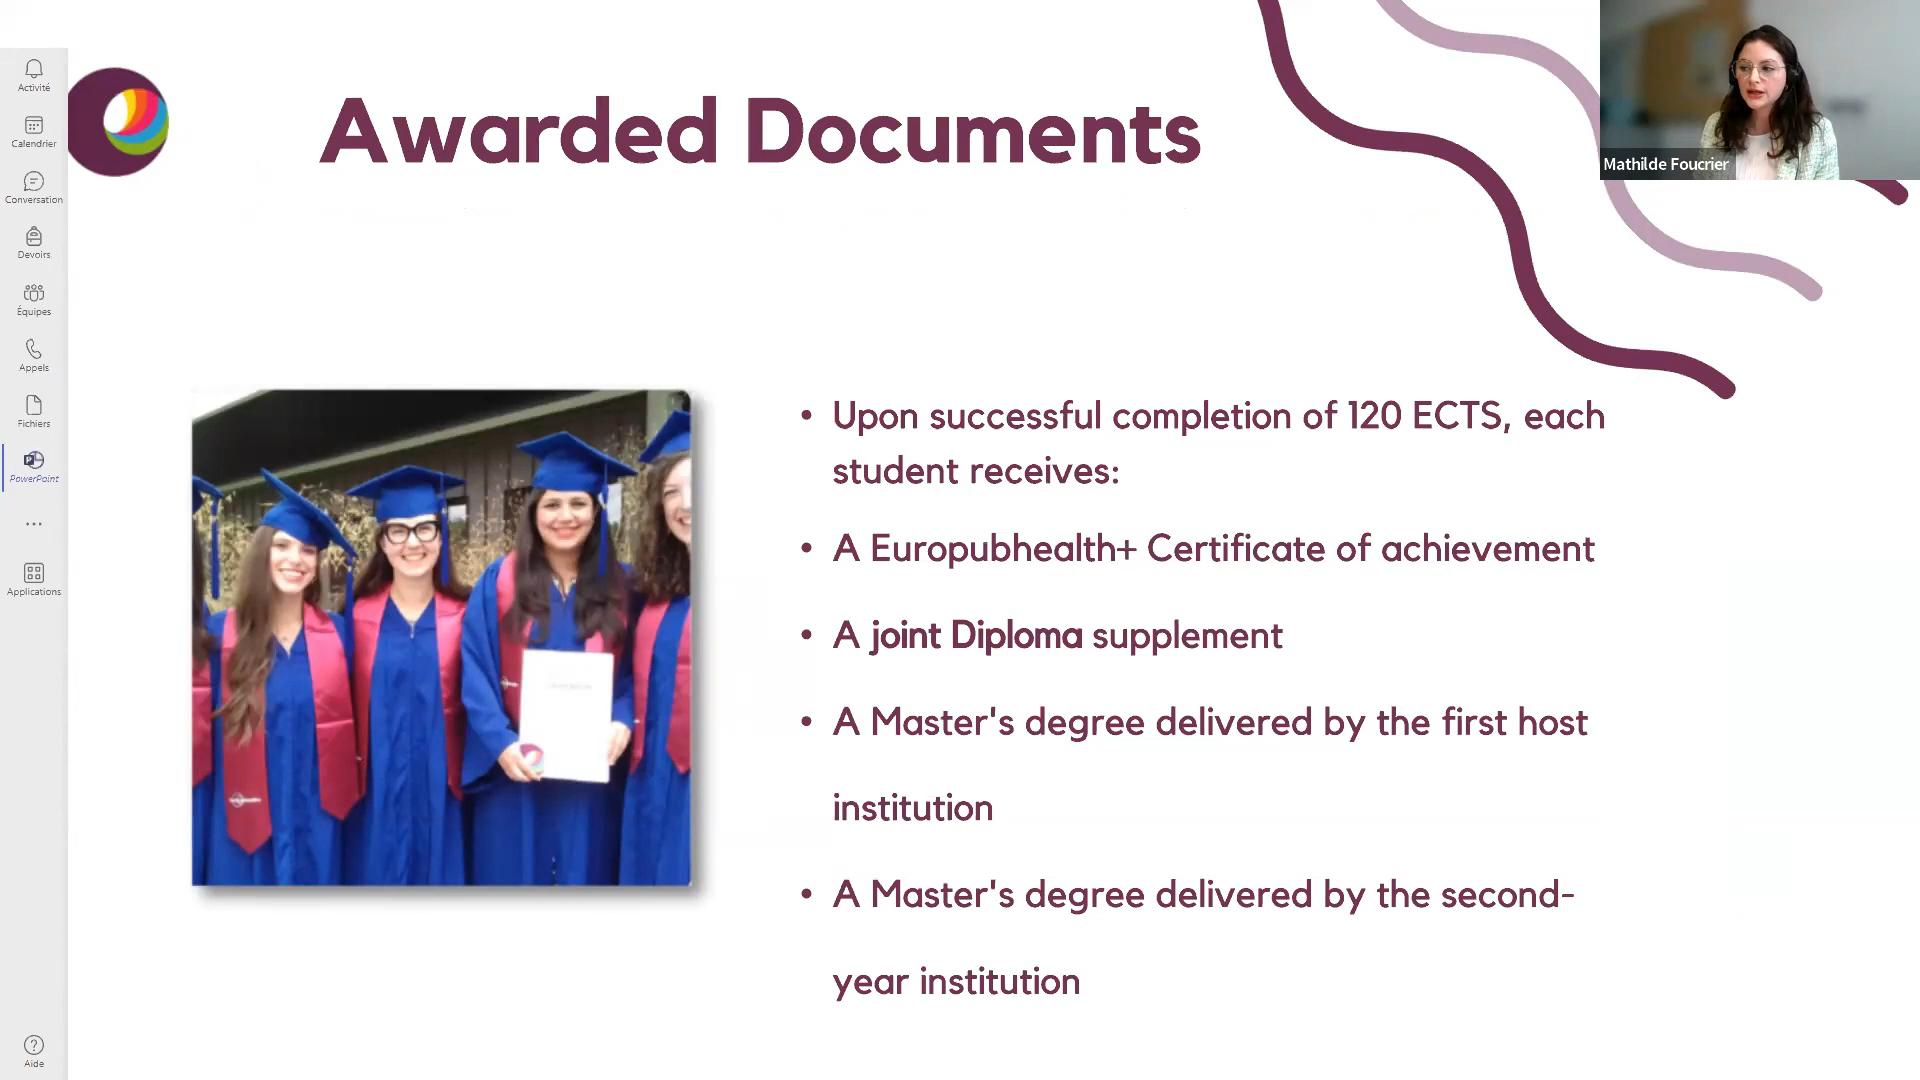 Awarded Documents
Mathilde Foucrier
Activité
Calendrier
Conversation
Devoirs
Équipes
Appels
Fichiers
PowerPoint
Applications
Aide
• Upon successful completion of 120 ECTS, each
student receives:
• A Europubhealth+ Certificate of achievement
• A joint Diploma supplement
• A Master's degree delivered by the first host
institution
• A Master's degree delivered by the second-
year institution